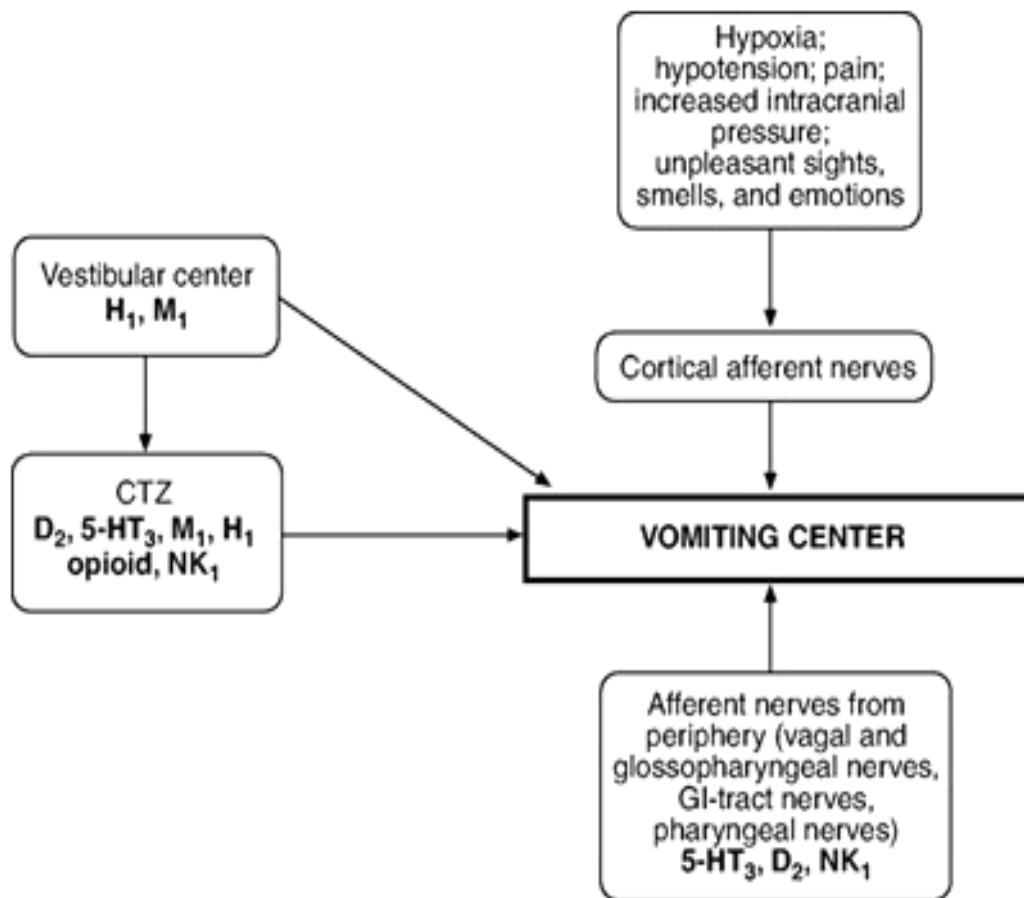 Hypoxia;
hypotension; pain;
increased intracranial
pressure;
unpleasant sights,
smells, and emotions
Vestibular center
H₁, M₁
Cortical afferent nerves
CTZ
D₂, 5-HT₃, M₁, H₁
opioid, NK₁
VOMITING CENTER
Afferent nerves from
periphery (vagal and
glossopharyngeal nerves,
GI-tract nerves,
pharyngeal nerves)
5-HT₃, D₂, NK₁